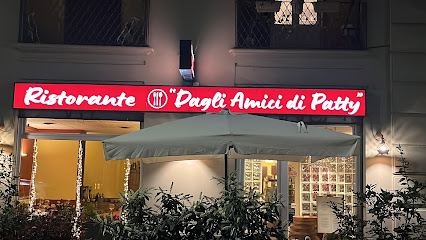 Ristorante "Dagli Amici di Patty"